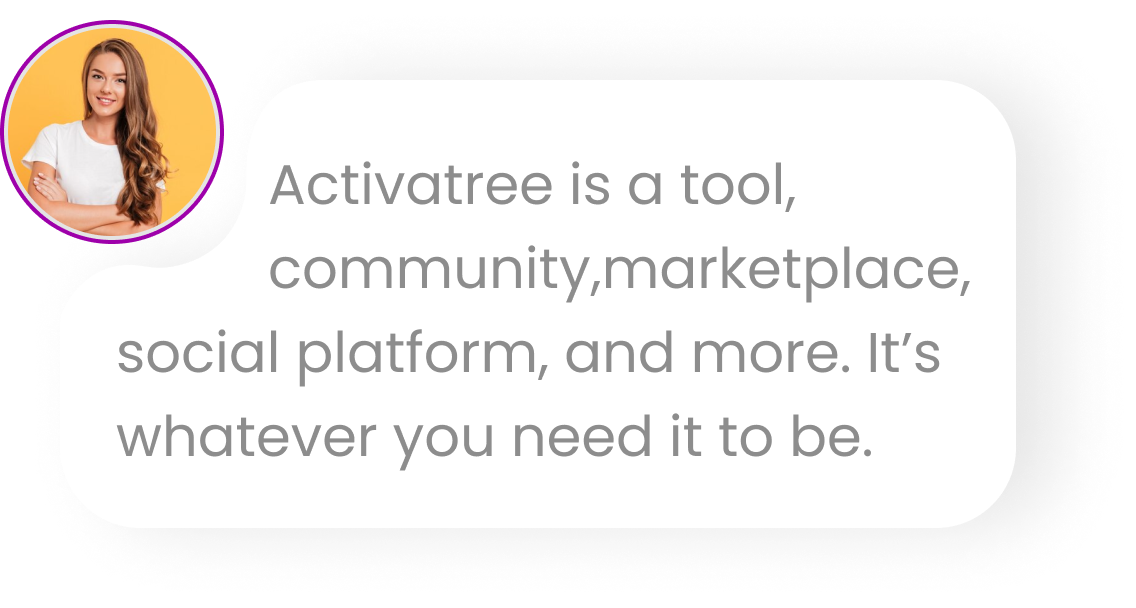 Activatree is a tool,
community,marketplace,
social platform, and more. It’s
whatever you need it to be.